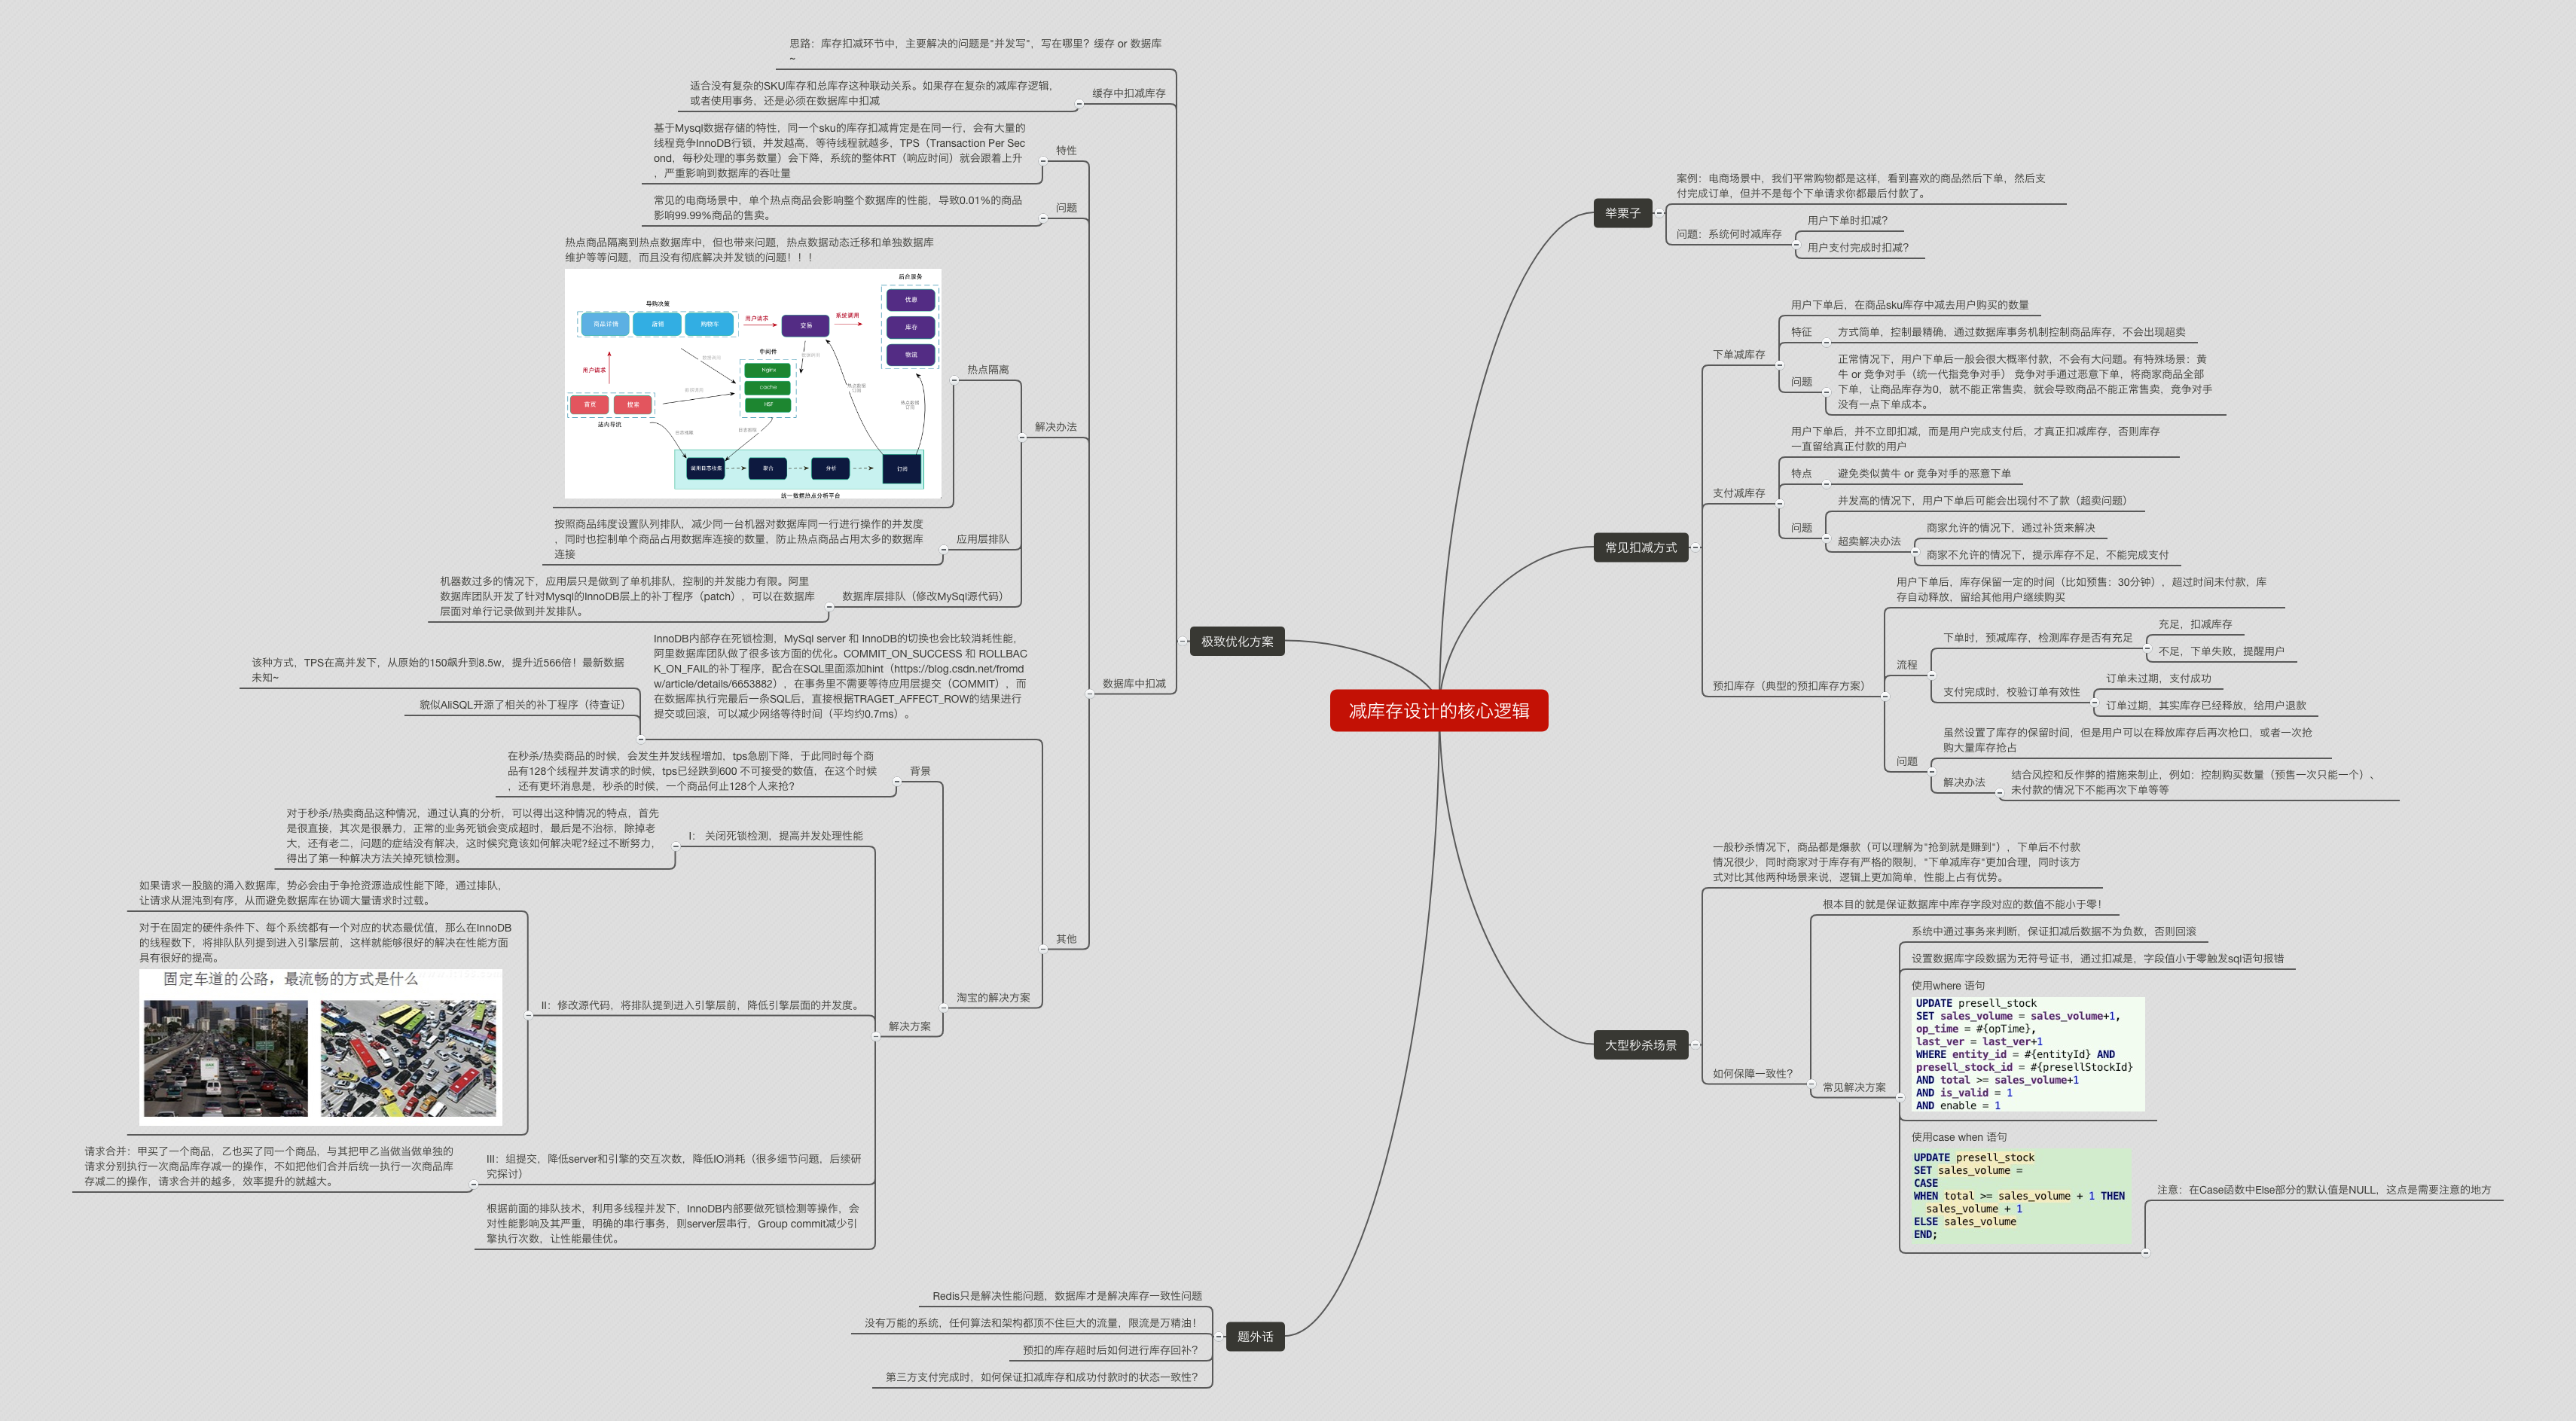 减库存设计的核心逻辑
举栗子
案例：电商场景中，我们平常购物都是这样，看到喜欢的商品然后下单，然后支
付完成订单，但并不是每个下单请求你都最后付款了。
问题：系统何时减库存
用户下单时扣减?
用户支付完成时扣减?
常见扣减方式
下单减库存
用户下单后，在商品sku库存中减去用户购买的数量
特征
方式简单，控制最精确，通过数据库事务机制控制商品库存，不会出现超卖
问题
正常情况下，用户下单后一般会很大概率付款，不会有大问题。有特殊场景：黄
牛 or 竞争对手（统一代指竞争对手） 竞争对手通过恶意下单，将商家商品全部
下单，让商品库存为0，就不能正常售卖，就会导致商品不能正常售卖，竞争对手
没有一点下单成本。
支付减库存
用户下单后，并不立即扣减，而是用户完成支付后，才真正扣减库存，否则库存
一直留给真正付款的用户
特点
避免类似黄牛 or 竞争对手的恶意下单
问题
并发高的情况下，用户下单后可能会出现付不了款（超卖问题）
超卖解决办法
商家允许的情况下，通过补货来解决
商家不允许的情况下，提示库存不足，不能完成支付
预扣库存（典型的预扣库存方案）
用户下单后，库存保留一定的时间（比如预售：30分钟），超过时间未付款，库
存自动释放，留给其他用户继续购买
流程
下单时，预减库存，检测库存是否有充足
充足，扣减库存
不足，下单失败，提醒用户
支付完成时，校验订单有效性
订单未过期，支付成功
订单过期，其实库存已经释放，给用户退款
问题
虽然设置了库存的保留时间，但是用户可以在释放库存后再次枪口，或者一次抢
购大量库存抢占
解决办法
结合风控和反作弊的措施来制止，例如：控制购买数量（预售一次只能一个）、
未付款的情况下不能再次下单等等
大型秒杀场景
一般秒杀情况下，商品都是爆款（可以理解为"抢到就是赚到"），下单后不付款
情况很少，同时商家对于库存有严格的限制，"下单减库存"更加合理，同时该方
式对比其他两种场景来说，逻辑上更加简单，性能上占有优势。
如何保障一致性?
根本目的就是保证数据库中库存字段对应的数值不能小于零！
常见解决方案
系统中通过事务来判断，保证扣减后数据不为负数，否则回滚
设置数据库字段数据为无符号证书，通过扣减是，字段值小于零触发sql语句报错
使用where 语句
UPDATE presell_stock
SET sales_volume = sales_volume+1,
op_time = #{opTime},
last_ver = last_ver+1
WHERE entity_id = #{entityId} AND
presell_stock_id = #{presellStockId}
AND total >= sales_volume+1
AND is_valid = 1
AND enable = 1
使用case when 语句
UPDATE presell_stock
SET sales_volume =
CASE
WHEN total >= sales_volume + 1 THEN
sales_volume + 1
ELSE sales_volume
END;
注意：在Case函数中Else部分的默认值是NULL，这点是需要注意的地方
极致优化方案
思路：库存扣减环节中，主要解决的问题是"并发写"，写在哪里？缓存 or 数据库
~
缓存中扣减库存
适合没有复杂的SKU库存和总库存这种联动关系。如果存在复杂的减库存逻辑，
或者使用事务，还是必须在数据库中扣减
数据库中扣减
特性
基于Mysql数据存储的特性，同一个sku的库存扣减肯定是在同一行，会有大量的
线程竞争InnoDB行锁，并发越高，等待线程就越多，TPS（Transaction Per Sec
ond，每秒处理的事务数量）会下降，系统的整体RT（响应时间）就会跟着上升
，严重影响到数据库的吞吐量
问题
常见的电商场景中，单个热点商品会影响整个数据库的性能，导致0.01%的商品
影响99.99%商品的售卖。
解决办法
热点隔离
热点商品隔离到热点数据库中，但也带来问题，热点数据动态迁移和单独数据库
维护等等问题，而且没有彻底解决并发锁的问题！！！
后台服务
优惠
库存
物流
导购决策
商品详情
店铺
购物车
用户请求
交易
系统调用
中间件
Nginx
cache
HSF
用户请求
首页
搜索
站内导流
聚合
分析
订阅
统一数据热点分析平台
应用层排队
按照商品纬度设置队列排队，减少同一台机器对数据库同一行进行操作的并发度
，同时也控制单个商品占用数据库连接的数量，防止热点商品占用太多的数据库
连接
数据库层排队（修改MySql源代码）
机器数过多的情况下，应用层只是做到了单机排队，控制的并发能力有限。阿里
数据库团队开发了针对Mysql的InnoDB层上的补丁程序（patch），可以在数据库
层面对单行记录做到并发排队。
其他
InnoDB内部存在死锁检测，MySql server 和 InnoDB的切换也会比较消耗性能，
阿里数据库团队做了很多该方面的优化。COMMIT_ON_SUCCESS 和 ROLLBAC
K_ON_FAIL的补丁程序，配合在SQL里面添加hint（https://blog.csdn.net/fromd
w/article/details/6653882），在事务里不需要等待应用层提交（COMMIT），而
在数据库执行完最后一条SQL后，直接根据TRAGET_AFFECT_ROW的结果进行
提交或回滚，可以减少网络等待时间（平均约0.7ms）。
该种方式，TPS在高并发下，从原始的150飙升到8.5w，提升近566倍！最新数据
未知~
貌似AliSQL开源了相关的补丁程序（待查证）
淘宝的解决方案
背景
在秒杀/热卖商品的时候，会发生并发线程增加，tps急剧下降，于此同时每个商
品有128个线程并发请求的时候，tps已经跌到600 不可接受的数值，在这个时候
，还有更坏消息是，秒杀的时候，一个商品何止128个人来抢?
解决方案
I： 关闭死锁检测，提高并发处理性能
对于秒杀/热卖商品这种情况，通过认真的分析，可以得出这种情况的特点，首先
是很直接，其次是很暴力，正常的业务死锁会变成超时，最后是不治标，除掉老
大，还有老二，问题的症结没有解决，这时候究竟该如何解决呢?经过不断努力，
得出了第一种解决方法关掉死锁检测。
II：修改源代码，将排队提到进入引擎层前，降低引擎层面的并发度。
如果请求一股脑的涌入数据库，势必会由于争抢资源造成性能下降，通过排队，
让请求从混沌到有序，从而避免数据库在协调大量请求时过载。
对于在固定的硬件条件下、每个系统都有一个对应的状态最优值，那么在InnoDB
的线程数下，将排队队列提到进入引擎层前，这样就能够很好的解决在性能方面
具有很好的提高。
固定车道的公路，最流畅的方式是什么
III：组提交，降低server和引擎的交互次数，降低IO消耗（很多细节问题，后续研
究探讨）
请求合并：甲买了一个商品，乙也买了同一个商品，与其把甲乙当做当做单独的
请求分别执行一次商品库存减一的操作，不如把他们合并后统一执行一次商品库
存减二的操作，请求合并的越多，效率提升的就越大。
根据前面的排队技术，利用多线程并发下，InnoDB内部要做死锁检测等操作，会
对性能影响及其严重，明确的串行事务，则server层串行，Group commit减少引
擎执行次数，让性能最佳优。
题外话
Redis只是解决性能问题，数据库才是解决库存一致性问题
没有万能的系统，任何算法和架构都顶不住巨大的流量，限流是万精油！
预扣的库存超时后如何进行库存回补?
第三方支付完成时，如何保证扣减库存和成功付款时的状态一致性?